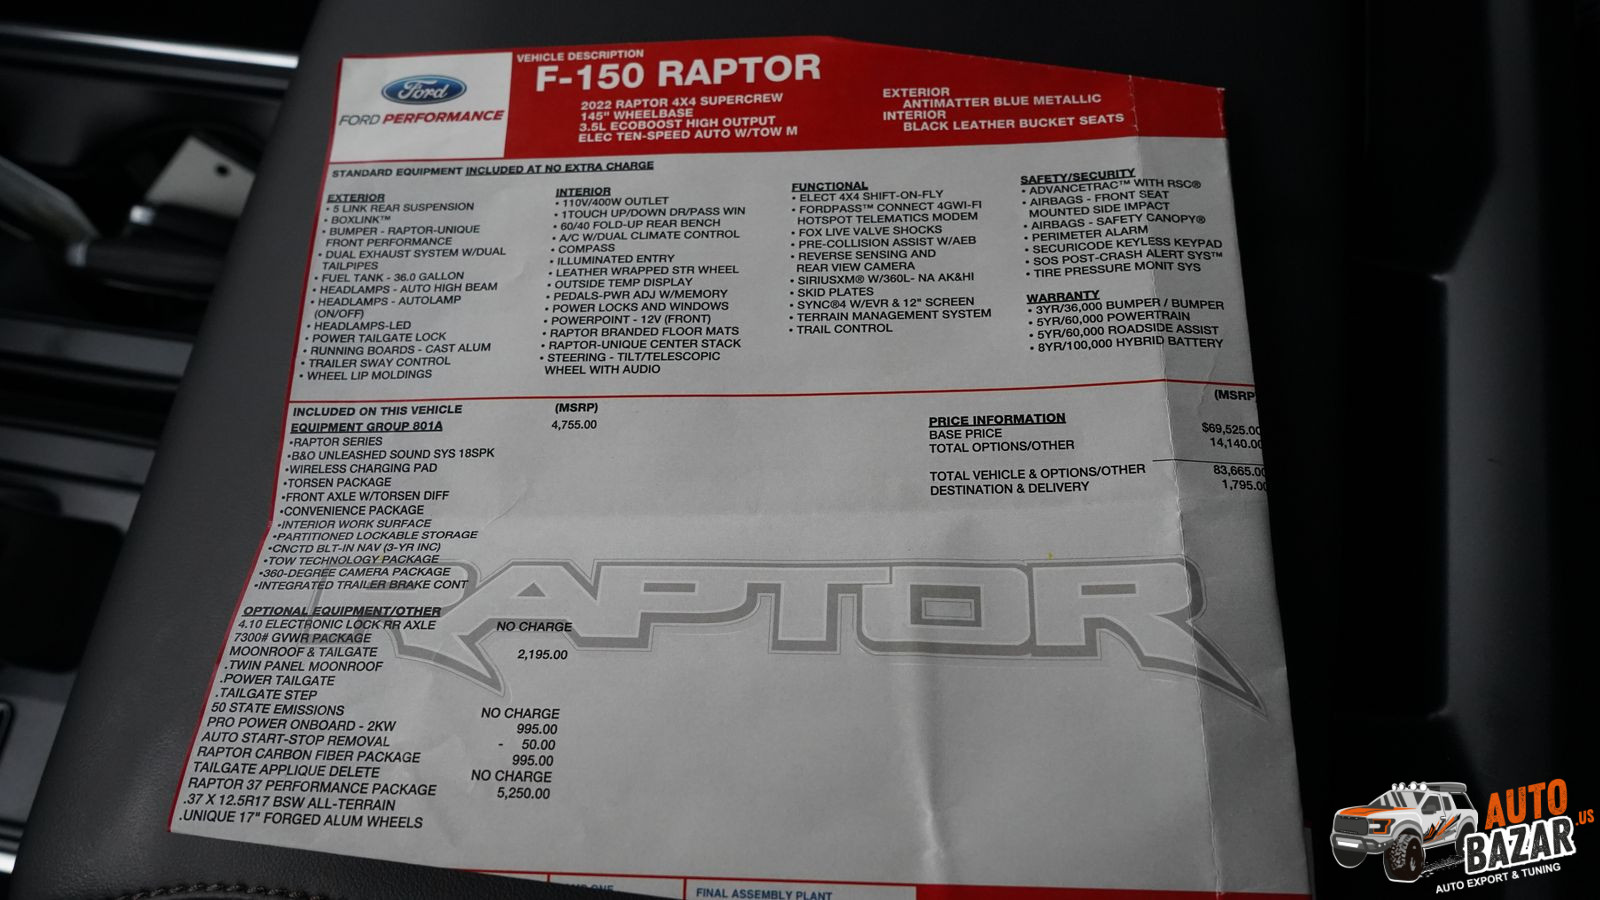 Ford
FORD PERFORMANCE
VEHICLE DESCRIPTION
F-150 RAPTOR
2022 RAPTOR 4X4 SUPERCREW
145" WHEELBASE
3.5L ECOBOOST HIGH OUTPUT
ELEC TEN-SPEED AUTO W/TOW M
EXTERIOR
ANTIMATTER BLUE METALLIC
INTERIOR
BLACK LEATHER BUCKET SEATS
STANDARD EQUIPMENT INCLUDED AT NO EXTRA CHARGE
EXTERIOR
• 5 LINK REAR SUSPENSION
• BOXLINK™
• BUMPER - RAPTOR-UNIQUE
FRONT PERFORMANCE
• DUAL EXHAUST SYSTEM W/DUAL
TAILPIPES
• FUEL TANK - 36.0 GALLON
• HEADLAMPS - AUTO HIGH BEAM
• HEADLAMPS - AUTOLAMP
(ON/OFF)
• HEADLAMPS-LED
• POWER TAILGATE LOCK
• RUNNING BOARDS - CAST ALUM
• TRAILER SWAY CONTROL
• WHEEL LIP MOLDINGS
INTERIOR
• 110V/400W OUTLET
• 1TOUCH UP/DOWN DR/PASS WIN
• 60/40 FOLD-UP REAR BENCH
• A/C W/DUAL CLIMATE CONTROL
• COMPASS
• ILLUMINATED ENTRY
• LEATHER WRAPPED STR WHEEL
• OUTSIDE TEMP DISPLAY
• PEDALS-PWR ADJ W/MEMORY
• POWER LOCKS AND WINDOWS
• POWERPOINT - 12V (FRONT)
• RAPTOR BRANDED FLOOR MATS
• RAPTOR-UNIQUE CENTER STACK
• STEERING - TILT/TELESCOPIC
WHEEL WITH AUDIO
FUNCTIONAL
• ELECT 4X4 SHIFT-ON-FLY
• FORDPASS™ CONNECT 4GWI-FI
HOTSPOT TELEMATICS MODEM
• FOX LIVE VALVE SHOCKS
• PRE-COLLISION ASSIST W/AEB
• REVERSE SENSING AND
REAR VIEW CAMERA
• SIRIUSXM® W/360L- NA AK&HI
• SKID PLATES
• SYNC®4 W/EVR & 12" SCREEN
• TERRAIN MANAGEMENT SYSTEM
• TRAIL CONTROL
SAFETY/SECURITY
• ADVANCETRAC™ WITH RSC®
• AIRBAGS - FRONT SEAT
MOUNTED SIDE IMPACT
• AIRBAGS - SAFETY CANOPY®
• PERIMETER ALARM
• SECURICODE KEYLESS KEYPAD
• SOS POST-CRASH ALERT SYS™
• TIRE PRESSURE MONIT SYS
WARRANTY
• 3YR/36,000 BUMPER / BUMPER
• 5YR/60,000 POWERTRAIN
• 5YR/60,000 ROADSIDE ASSIST
• 8YR/100,000 HYBRID BATTERY
INCLUDED ON THIS VEHICLE (MSRP)
EQUIPMENT GROUP 801A 4,755.00
•RAPTOR SERIES
•B&O UNLEASHED SOUND SYS 18SPK
•WIRELESS CHARGING PAD
•TORSEN PACKAGE
•FRONT AXLE W/TORSEN DIFF
•CONVENIENCE PACKAGE
•INTERIOR WORK SURFACE
•PARTITIONED LOCKABLE STORAGE
•CNCTD BLT-IN NAV (3-YR INC)
•TOW TECHNOLOGY PACKAGE
•360-DEGREE CAMERA PACKAGE
•INTEGRATED TRAILER BRAKE CONT
OPTIONAL EQUIPMENT/OTHER
4.10 ELECTRONIC LOCK RR AXLE NO CHARGE
7300# GVWR PACKAGE
MOONROOF & TAILGATE 2,195.00
.TWIN PANEL MOONROOF
.POWER TAILGATE
.TAILGATE STEP
50 STATE EMISSIONS NO CHARGE
PRO POWER ONBOARD - 2KW 995.00
AUTO START-STOP REMOVAL - 50.00
RAPTOR CARBON FIBER PACKAGE 995.00
TAILGATE APPLIQUE DELETE NO CHARGE
RAPTOR 37 PERFORMANCE PACKAGE 5,250.00
.37 X 12.5R17 BSW ALL-TERRAIN
.UNIQUE 17" FORGED ALUM WHEELS
(MSRP
PRICE INFORMATION
BASE PRICE $69,525.00
TOTAL OPTIONS/OTHER 14,140.00
TOTAL VEHICLE & OPTIONS/OTHER 83,665.00
DESTINATION & DELIVERY 1,795.00
RAPTOR
FINAL ASSEMBLY PLANT
AUTO
BAZAR.US
AUTO EXPORT & TUNING